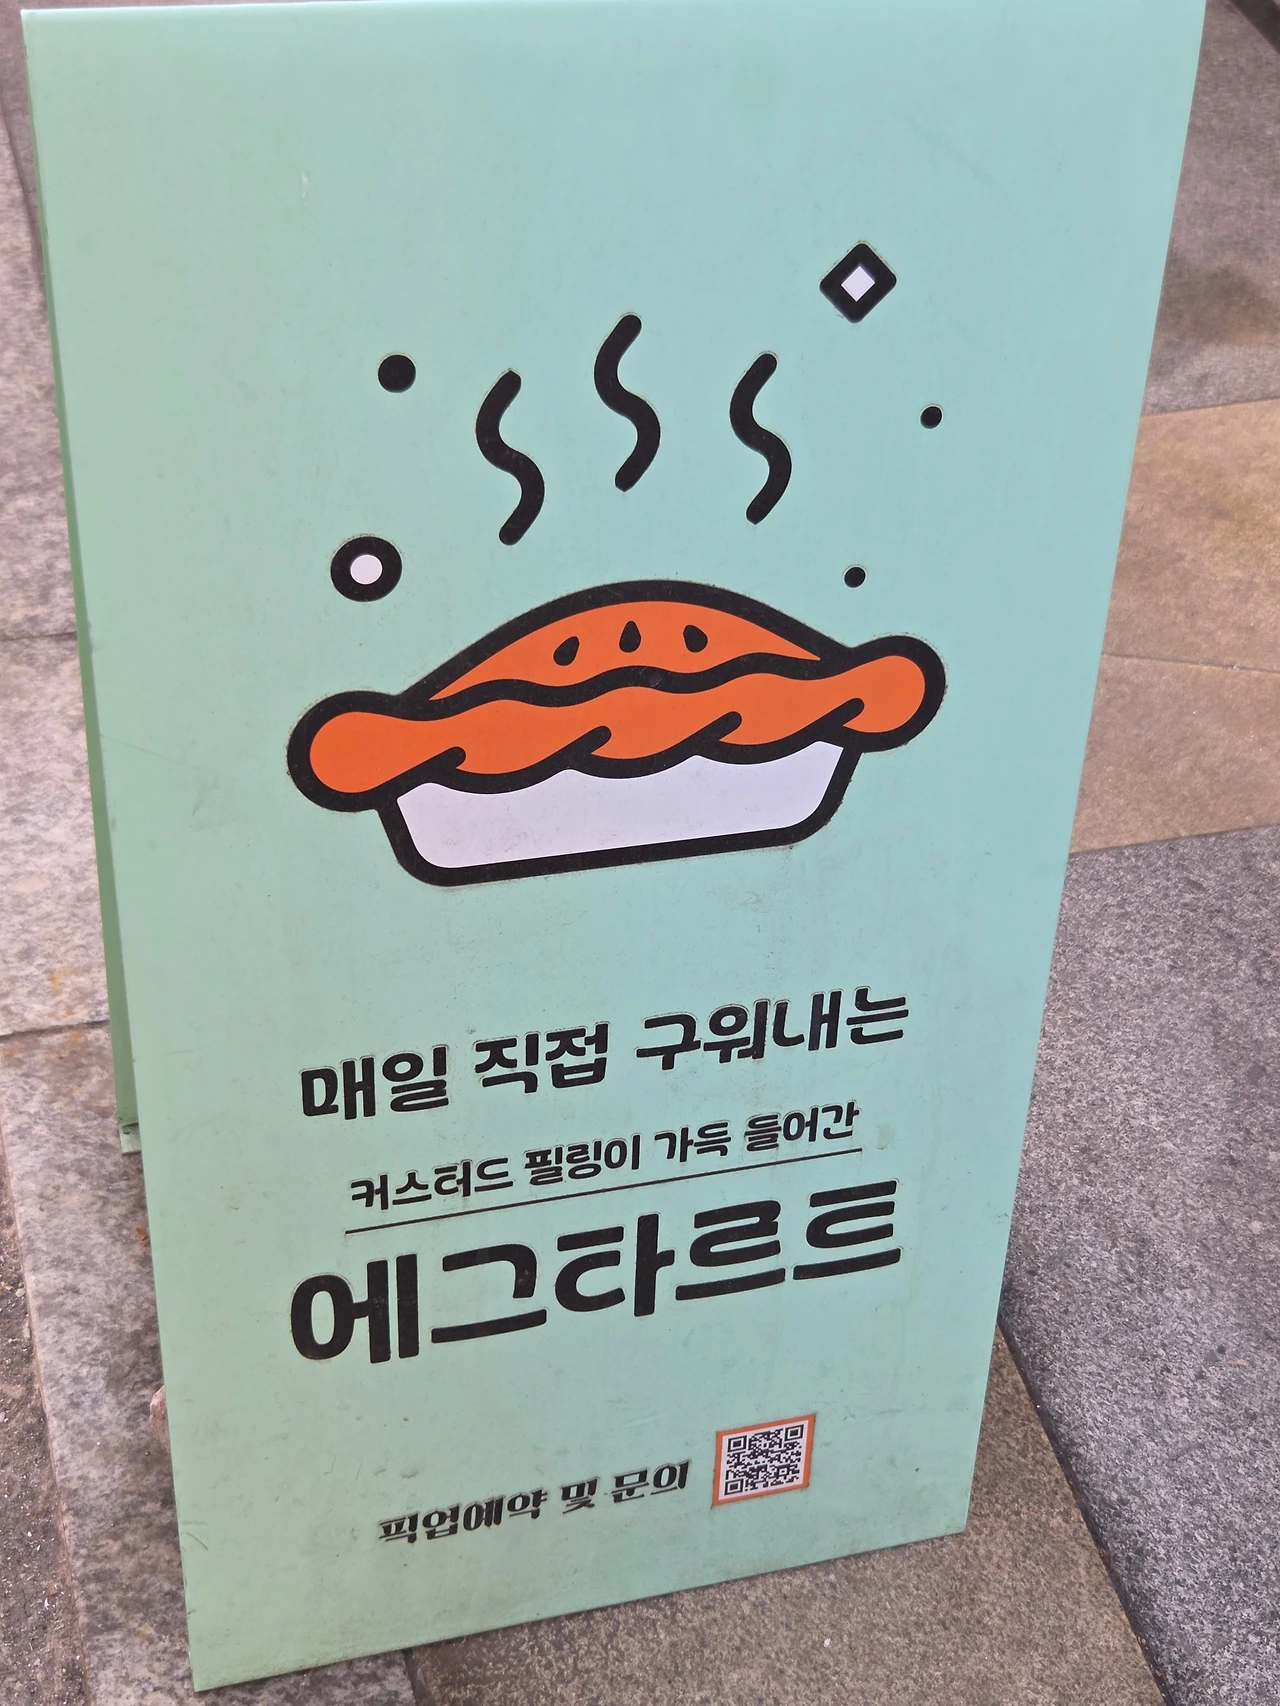 매일 직접 구워내는
커스터드 필링이 가득 들어간
에그타르트
픽업예약 및 문의